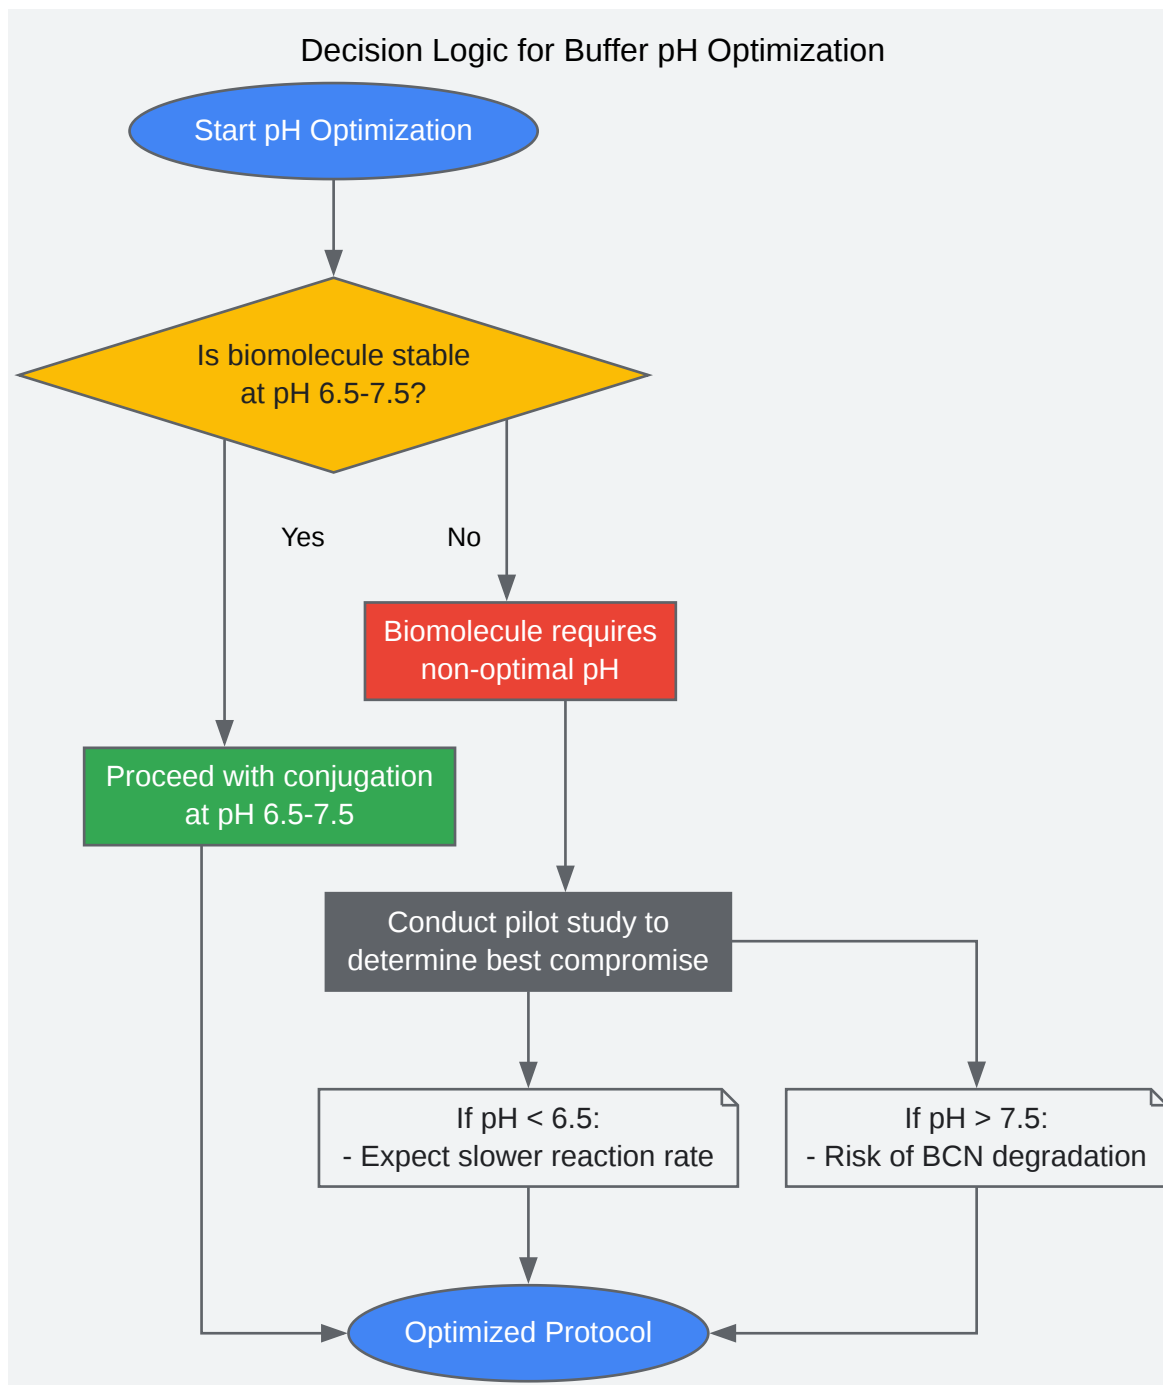 Decision Logic for Buffer pH Optimization
Start pH Optimization
Is biomolecule stable
at pH 6.5-7.5?
Yes
No
Biomolecule requires
non-optimal pH
Proceed with conjugation
at pH 6.5-7.5
Conduct pilot study to
determine best compromise
If pH < 6.5:
- Expect slower reaction rate
If pH > 7.5:
- Risk of BCN degradation
Optimized Protocol